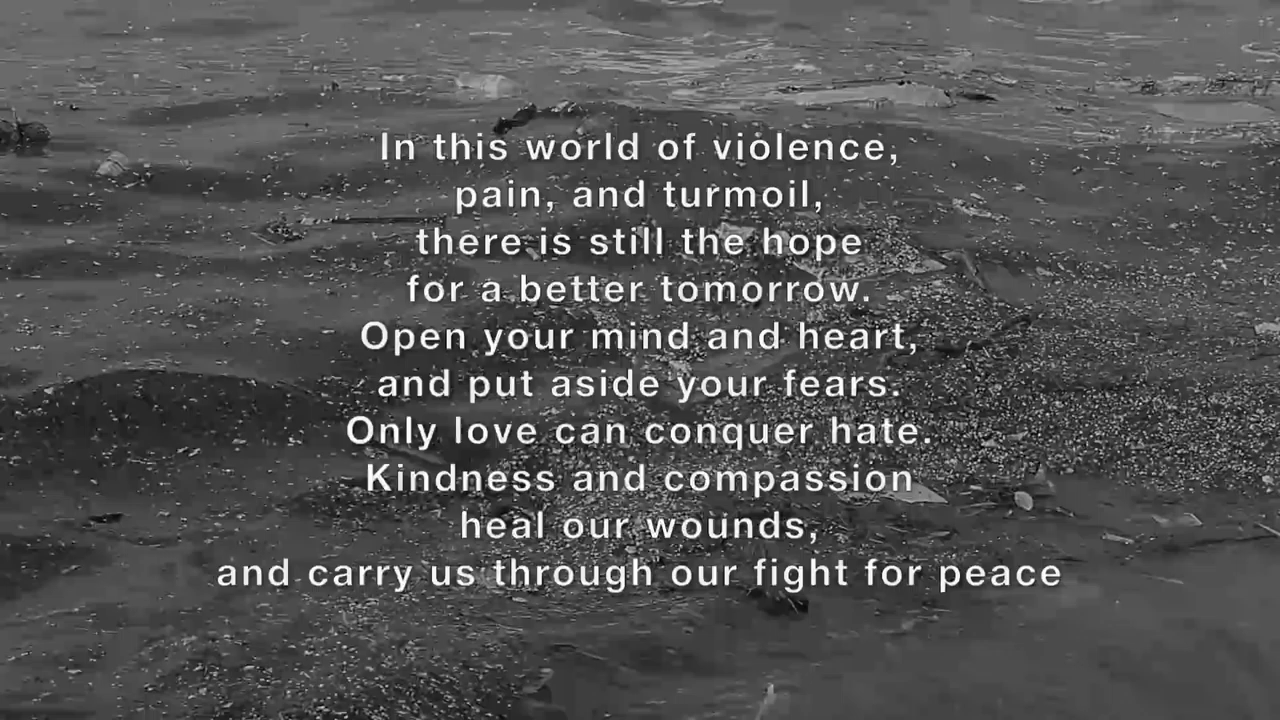 In this world of violence,
pain, and turmoil,
there is still the hope
for a better tomorrow.
Open your mind and heart,
and put aside your fears.
Only love can conquer hate.
Kindness and compassion
heal our wounds,
and carry us through our fight for peace